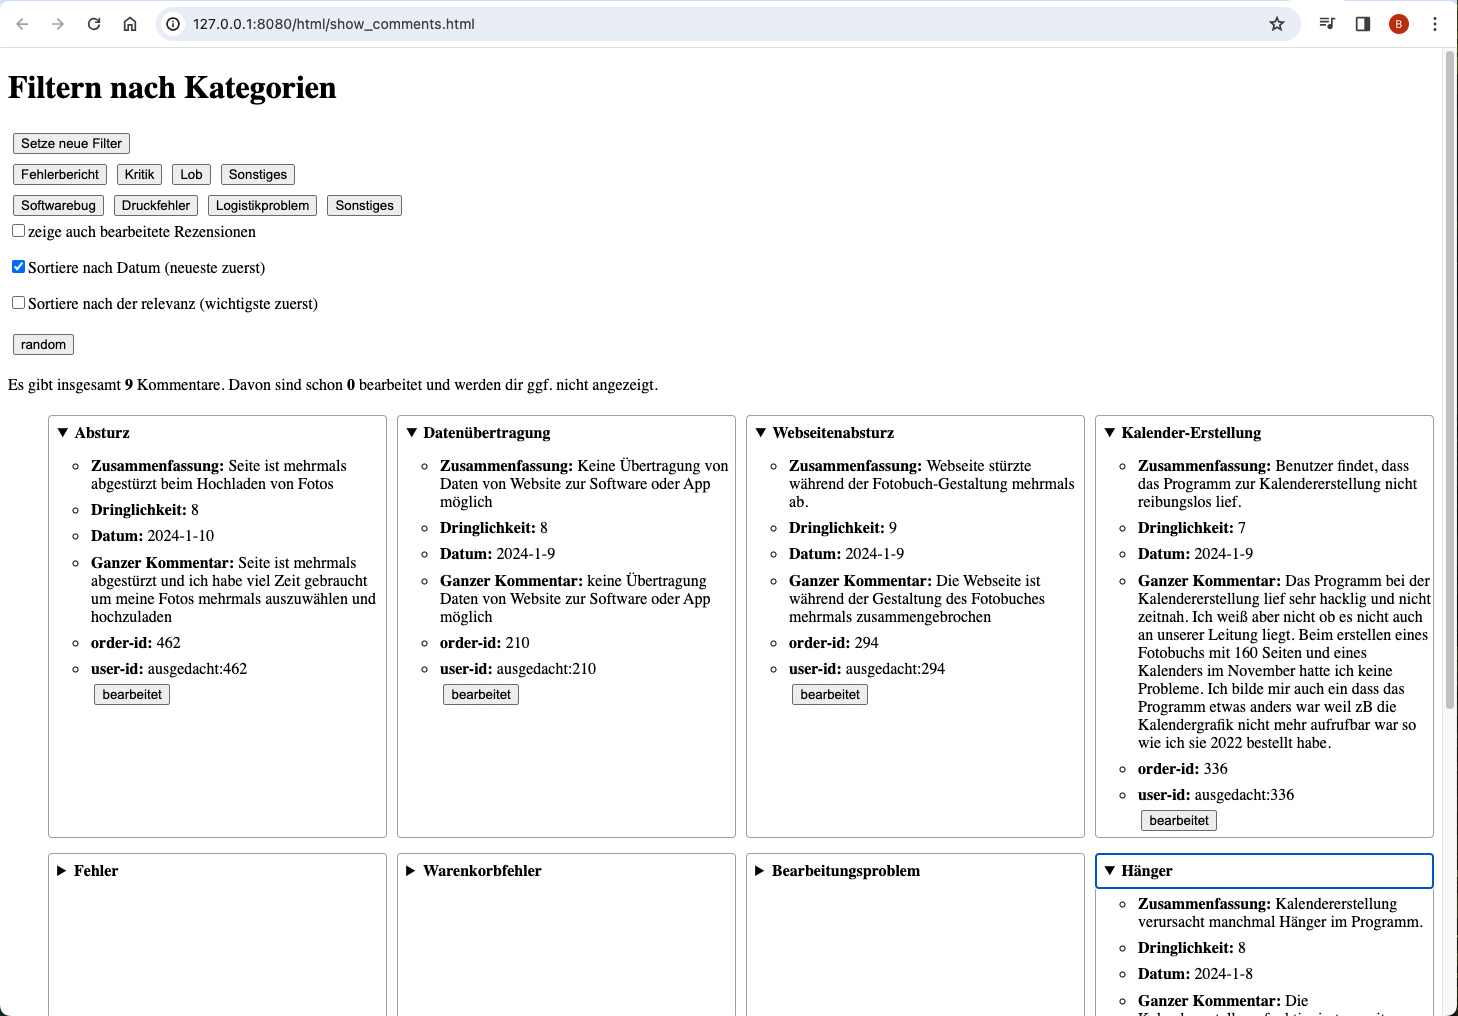 127.0.0.1:8080/html/show_comments.html
B
Filtern nach Kategorien
Setze neue Filter
Fehlerbericht Kritik Lob Sonstiges
Softwarebug Druckfehler Logistikproblem Sonstiges
zeige auch bearbeitete Rezensionen
Sortiere nach Datum (neueste zuerst)
Sortiere nach der relevanz (wichtigste zuerst)
random
Es gibt insgesamt 9 Kommentare. Davon sind schon 0 bearbeitet und werden dir ggf. nicht angezeigt.
Absturz
Zusammenfassung: Seite ist mehrmals
abgestürzt beim Hochladen von Fotos
Dringlichkeit: 8
Datum: 2024-1-10
Ganzer Kommentar: Seite ist mehrmals
abgestürzt und ich habe viel Zeit gebraucht
um meine Fotos mehrmals auszuwählen und
hochzuladen
order-id: 462
user-id: ausgedacht:462
bearbeitet
Datenübertragung
Zusammenfassung: Keine Übertragung von
Daten von Website zur Software oder App
möglich
Dringlichkeit: 8
Datum: 2024-1-9
Ganzer Kommentar: keine Übertragung
Daten von Website zur Software oder App
möglich
order-id: 210
user-id: ausgedacht:210
bearbeitet
Webseitenabsturz
Zusammenfassung: Webseite stürzte
während der Fotobuch-Gestaltung mehrmals
ab.
Dringlichkeit: 9
Datum: 2024-1-9
Ganzer Kommentar: Die Webseite ist
während der Gestaltung des Fotobuches
mehrmals zusammengebrochen
order-id: 294
user-id: ausgedacht:294
bearbeitet
Kalender-Erstellung
Zusammenfassung: Benutzer findet, dass
das Programm zur Kalendererstellung nicht
reibungslos lief.
Dringlichkeit: 7
Datum: 2024-1-9
Ganzer Kommentar: Das Programm bei der
Kalendererstellung lief sehr hacklig und nicht
zeitnah. Ich weiß aber nicht ob es nicht auch
an unserer Leitung liegt. Beim erstellen eines
Fotobuchs mit 160 Seiten und eines
Kalenders im November hatte ich keine
Probleme. Ich bilde mir auch ein dass das
Programm etwas anders war weil zB die
Kalendergrafik nicht mehr aufrufbar war so
wie ich sie 2022 bestellt habe.
order-id: 336
user-id: ausgedacht:336
bearbeitet
Fehler
Warenkorbfehler
Bearbeitungsproblem
Hänger
Zusammenfassung: Kalendererstellung
verursacht manchmal Hänger im Programm.
Dringlichkeit: 8
Datum: 2024-1-8
Ganzer Kommentar: Die